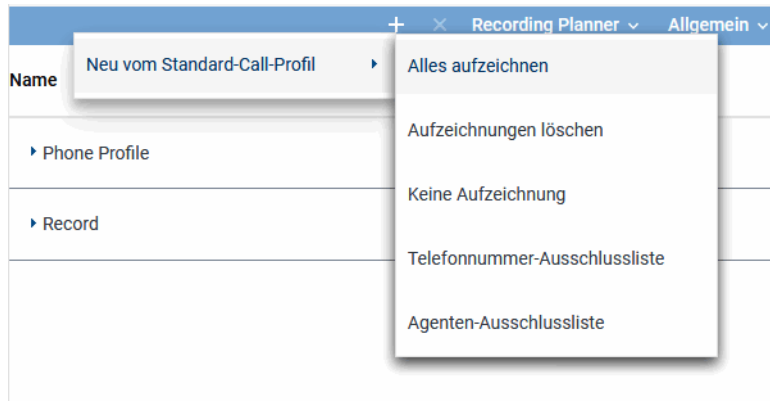 Recording Planner
Allgemein
Name
Neu vom Standard-Call-Profil
Alles aufzeichnen
Aufzeichnungen löschen
Keine Aufzeichnung
Telefonnummer-Ausschlussliste
Agenten-Ausschlussliste
Phone Profile
Record